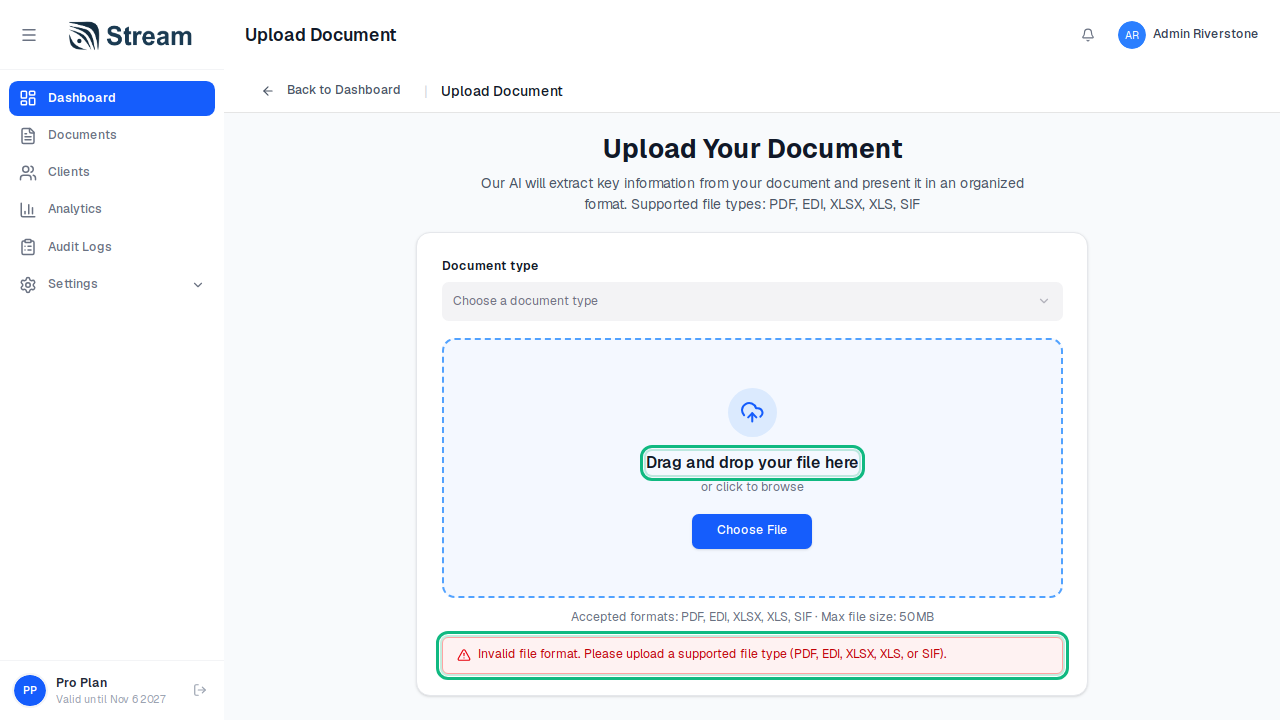 Stream
Upload Document
AR
Admin Riverstone
Dashboard
Documents
Clients
Analytics
Audit Logs
Settings
Back to Dashboard
Upload Document
Upload Your Document
Our AI will extract key information from your document and present it in an organized
format. Supported file types: PDF, EDI, XLSX, XLS, SIF
Document type
Choose a document type
Drag and drop your file here
or click to browse
Choose File
Accepted formats: PDF, EDI, XLSX, XLS, SIF · Max file size: 50MB
Invalid file format. Please upload a supported file type (PDF, EDI, XLSX, XLS, or SIF).
PP
Pro Plan
Valid until Nov 6 2027